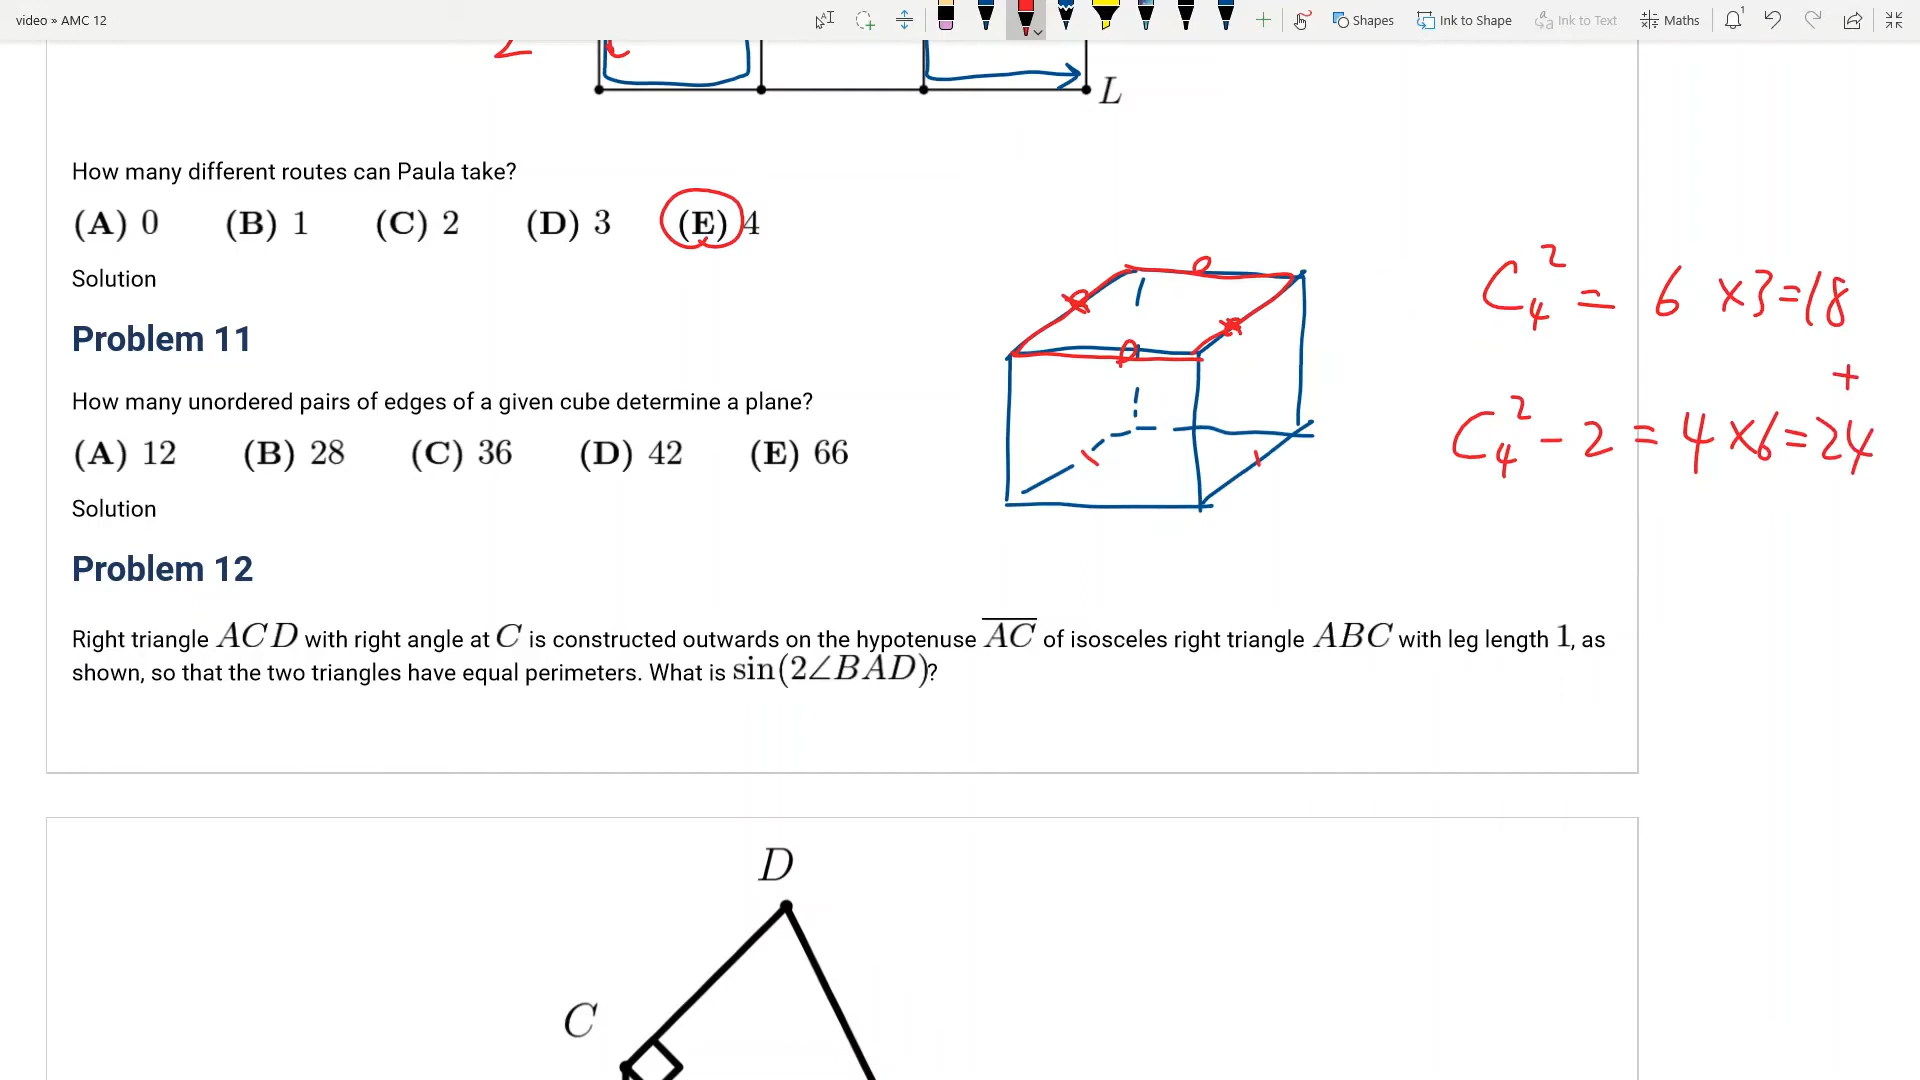 video » AMC 12
Shapes
Ink to Shape
Ink to Text
Maths
1
2
L
How many different routes can Paula take?
(A) 0 (B) 1 (C) 2 (D) 3 (E) 4
Solution
Problem 11
How many unordered pairs of edges of a given cube determine a plane?
(A) 12 (B) 28 (C) 36 (D) 42 (E) 66
Solution
C₄² = 6 ×3=18
+
C₄² - 2 = 4 ×6=24
Problem 12
Right triangle ACD with right angle at C is constructed outwards on the hypotenuse A̅C̅ of isosceles right triangle ABC with leg length 1, as
shown, so that the two triangles have equal perimeters. What is sin(2∠BAD)?
D
C